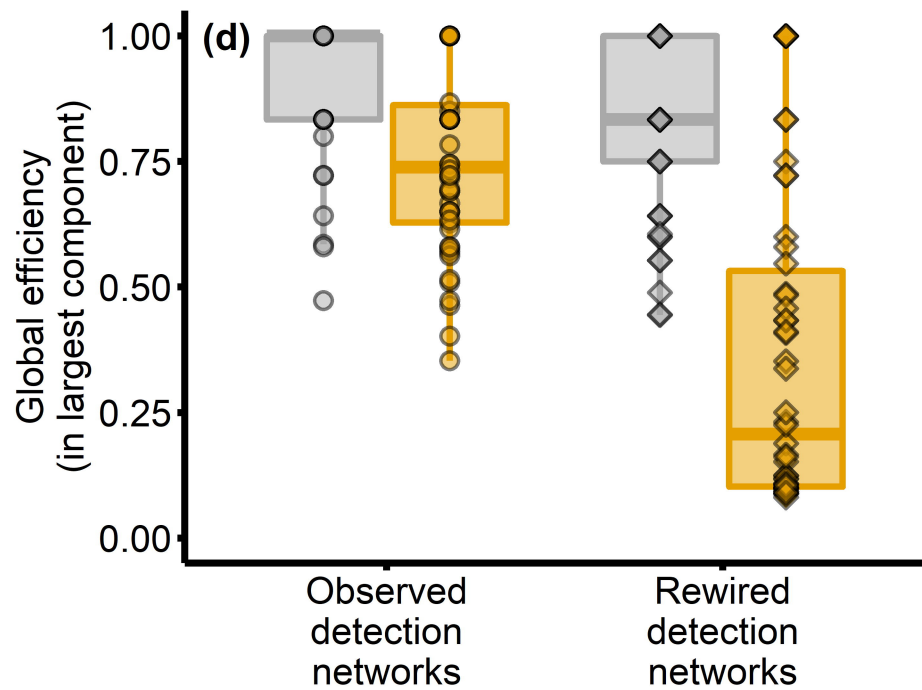 (d)
Global efficiency
(in largest component)
1.00
0.75
0.50
0.25
0.00
Observed
detection
networks
Rewired
detection
networks